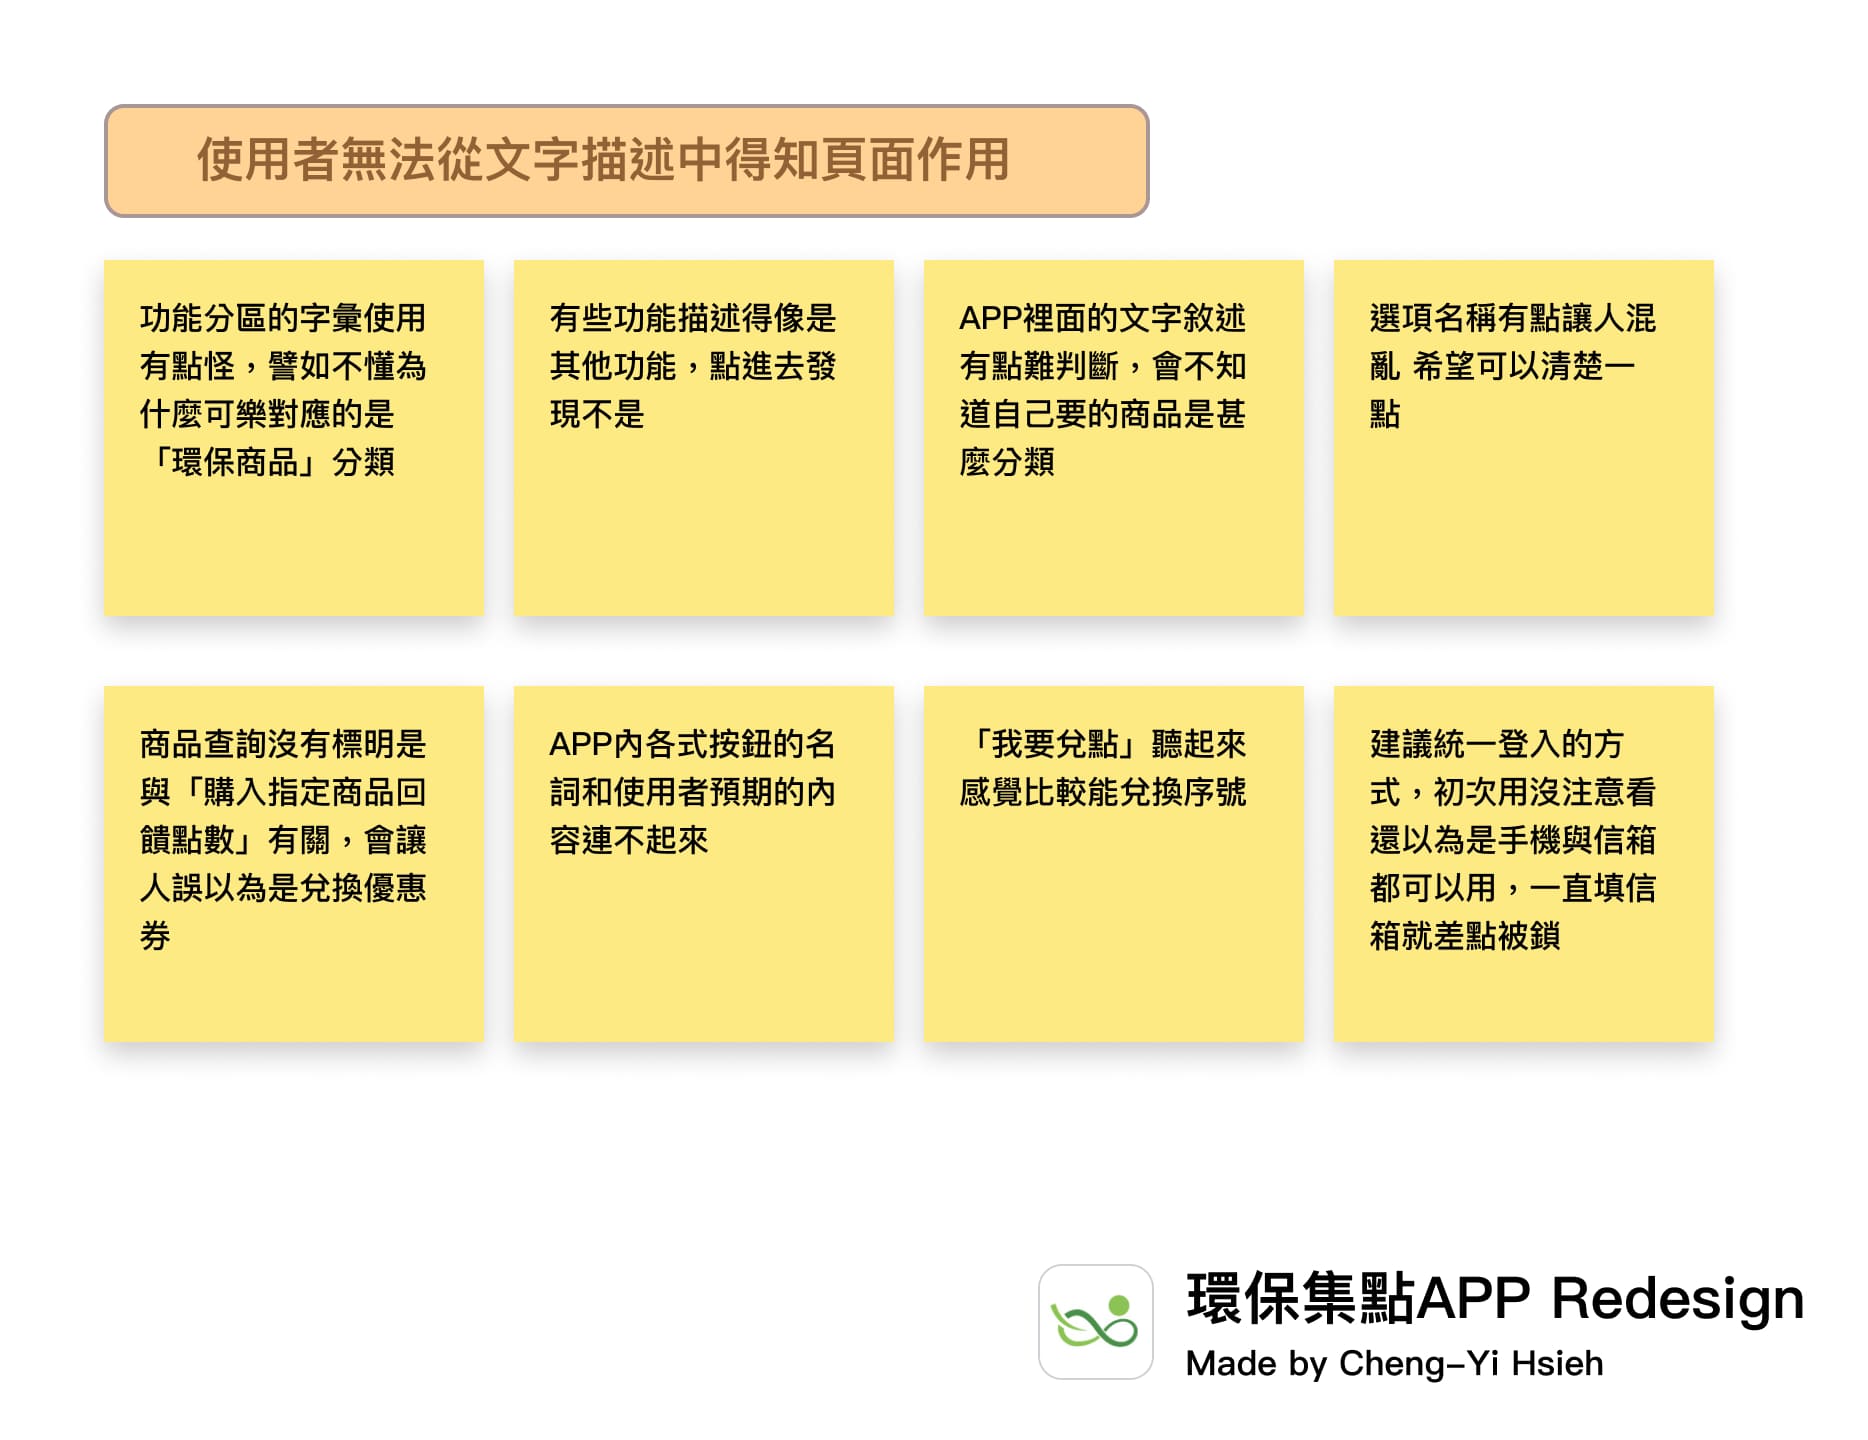 使用者無法從文字描述中得知頁面作用
功能分區的字彙使用
有點怪，譬如不懂為
什麼可樂對應的是
「環保商品」分類
有些功能描述得像是
其他功能，點進去發
現不是
APP裡面的文字敘述
有點難判斷，會不知
道自己要的商品是甚
麼分類
選項名稱有點讓人混
亂 希望可以清楚一
點
商品查詢沒有標明是
與「購入指定商品回
饋點數」有關，會讓
人誤以為是兌換優惠
券
APP內各式按鈕的名
詞和使用者預期的內
容連不起來
「我要兌點」聽起來
感覺比較能兌換序號
建議統一登入的方
式，初次用沒注意看
還以為是手機與信箱
都可以用，一直填信
箱就差點被鎖
環保集點APP Redesign
Made by Cheng-Yi Hsieh